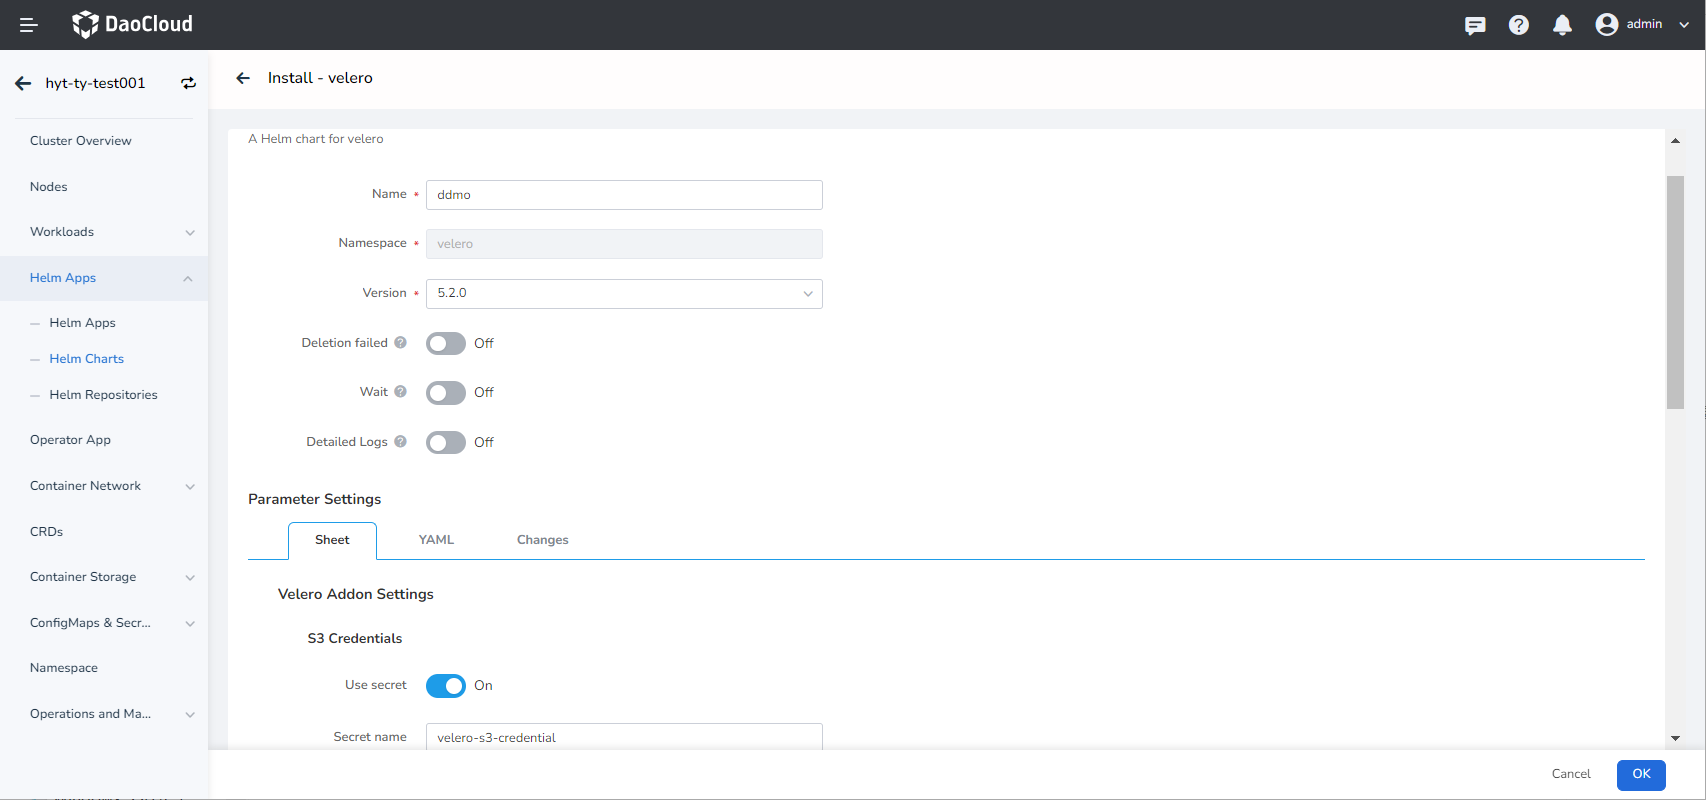 DaoCloud
admin
hyt-ty-test001
Cluster Overview
Nodes
Workloads
Helm Apps
Helm Apps
Helm Charts
Helm Repositories
Operator App
Container Network
CRDs
Container Storage
ConfigMaps & Secr...
Namespace
Operations and Ma...
Install - velero
A Helm chart for velero
Name * ddmo
Namespace * velero
Version * 5.2.0
Deletion failed ? Off
Wait ? Off
Detailed Logs ? Off
Parameter Settings
Sheet YAML Changes
Velero Addon Settings
S3 Credentials
Use secret On
Secret name velero-s3-credential
Cancel OK